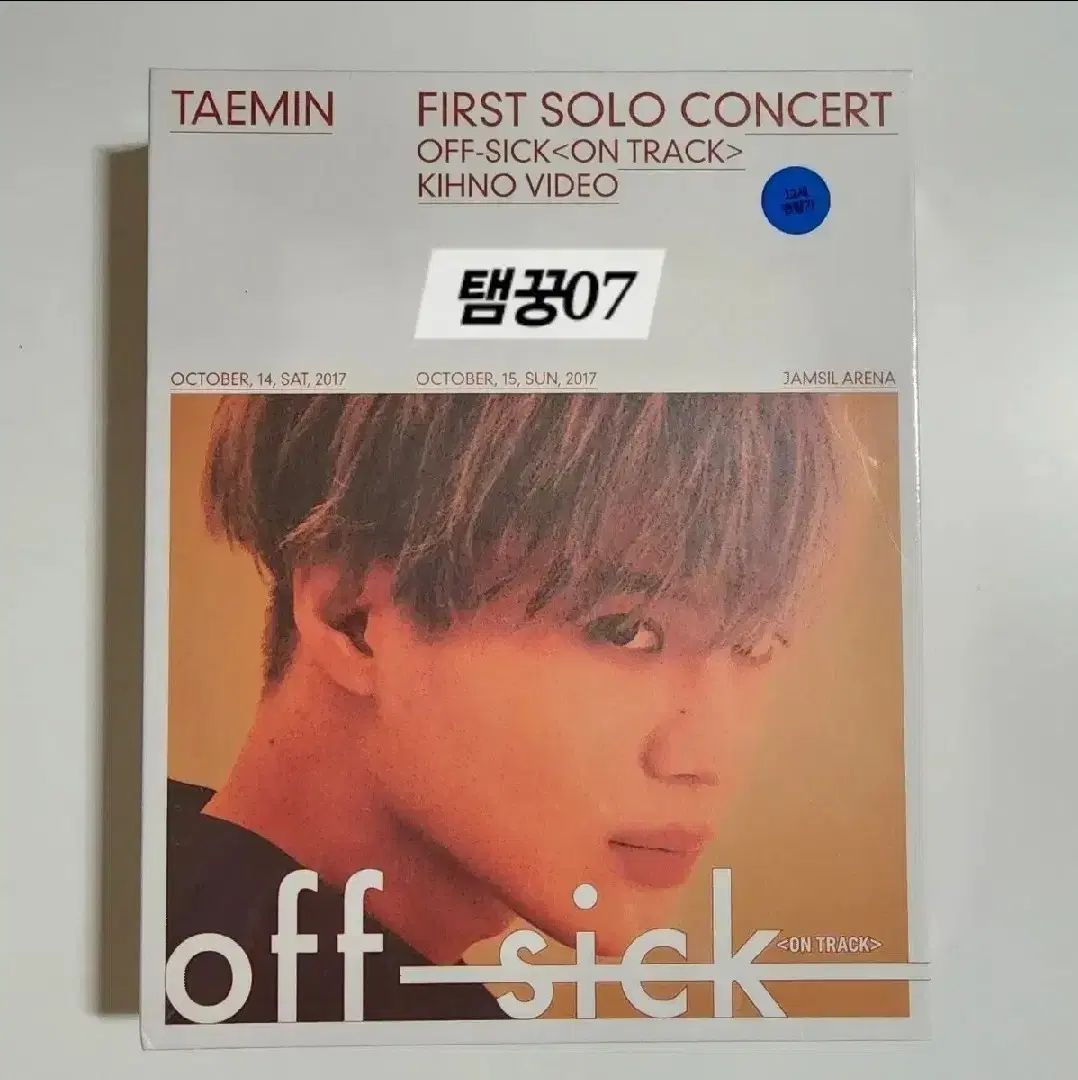 TAEMIN
FIRST SOLO CONCERT
OFF-SICK<ON TRACK>
KIHNO VIDEO
탬꿍07
OCTOBER, 14, SAT, 2017
OCTOBER, 15, SUN, 2017
JAMSIL ARENA
off-sick
<ON TRACK>